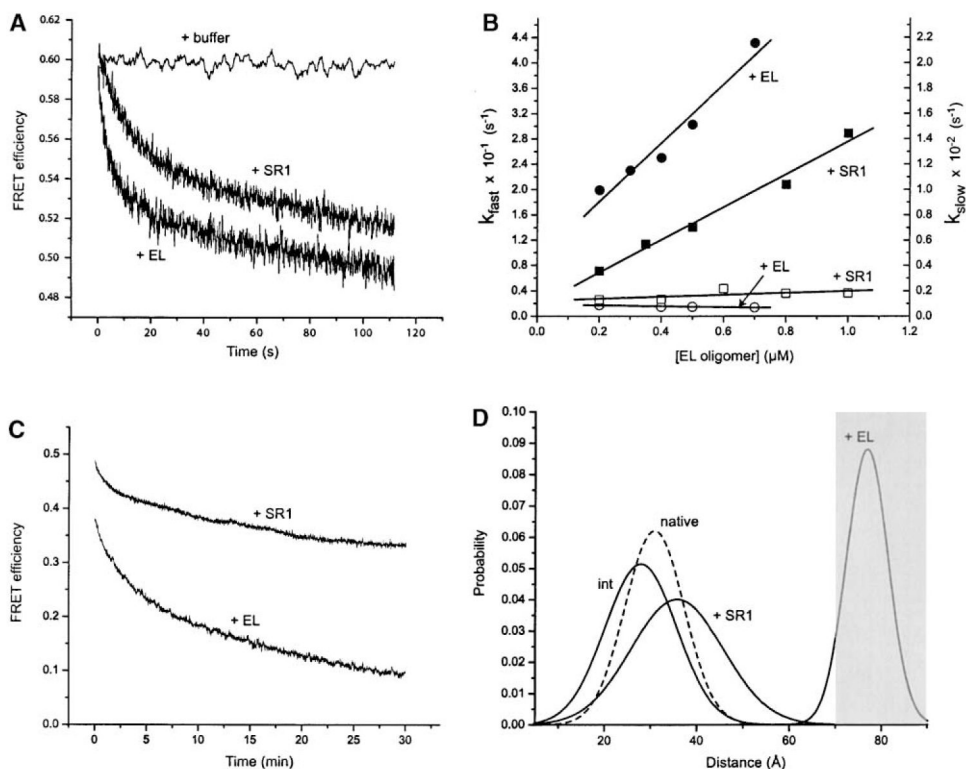 A
+ buffer
+ SR1
+ EL
FRET efficiency
0.60
0.58
0.56
0.54
0.52
0.50
0.48
0 20 40 60 80 100 120
Time (s)
B
k_fast x 10⁻¹ (s⁻¹)
4.4
4.0
3.6
3.2
2.8
2.4
2.0
1.6
1.2
0.8
0.4
0.0
+ EL
+ SR1
+ EL
+ SR1
2.2
2.0
1.8
1.6
1.4
1.2
1.0
0.8
0.6
0.4
0.2
0.0
k_slow x 10⁻² (s⁻¹)
0.0 0.2 0.4 0.6 0.8 1.0 1.2
[EL oligomer] (µM)
C
FRET efficiency
0.5
0.4
0.3
0.2
0.1
0.0
+ SR1
+ EL
0 5 10 15 20 25 30
Time (min)
D
Probability
0.10
0.09
0.08
0.07
0.06
0.05
0.04
0.03
0.02
0.01
0.00
+ EL
native
int
+ SR1
20 40 60 80
Distance (Å)